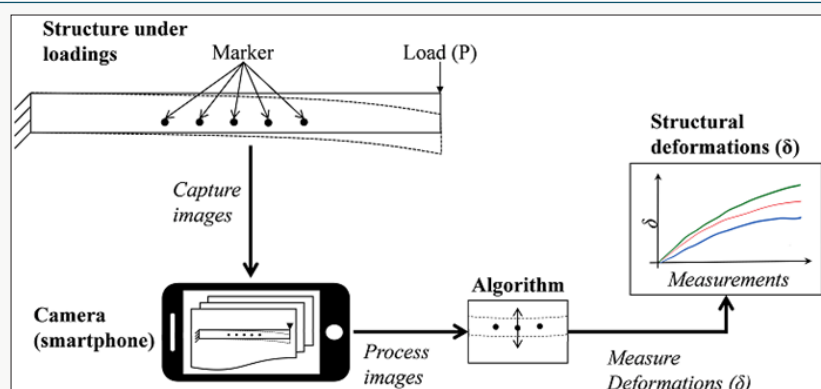 Structure under
loadings
Marker
Load (P)
Structural
deformations (δ)
Capture
images
δ
Measurements
Algorithm
Camera
(smartphone)
Process
images
Measure
Deformations (δ)